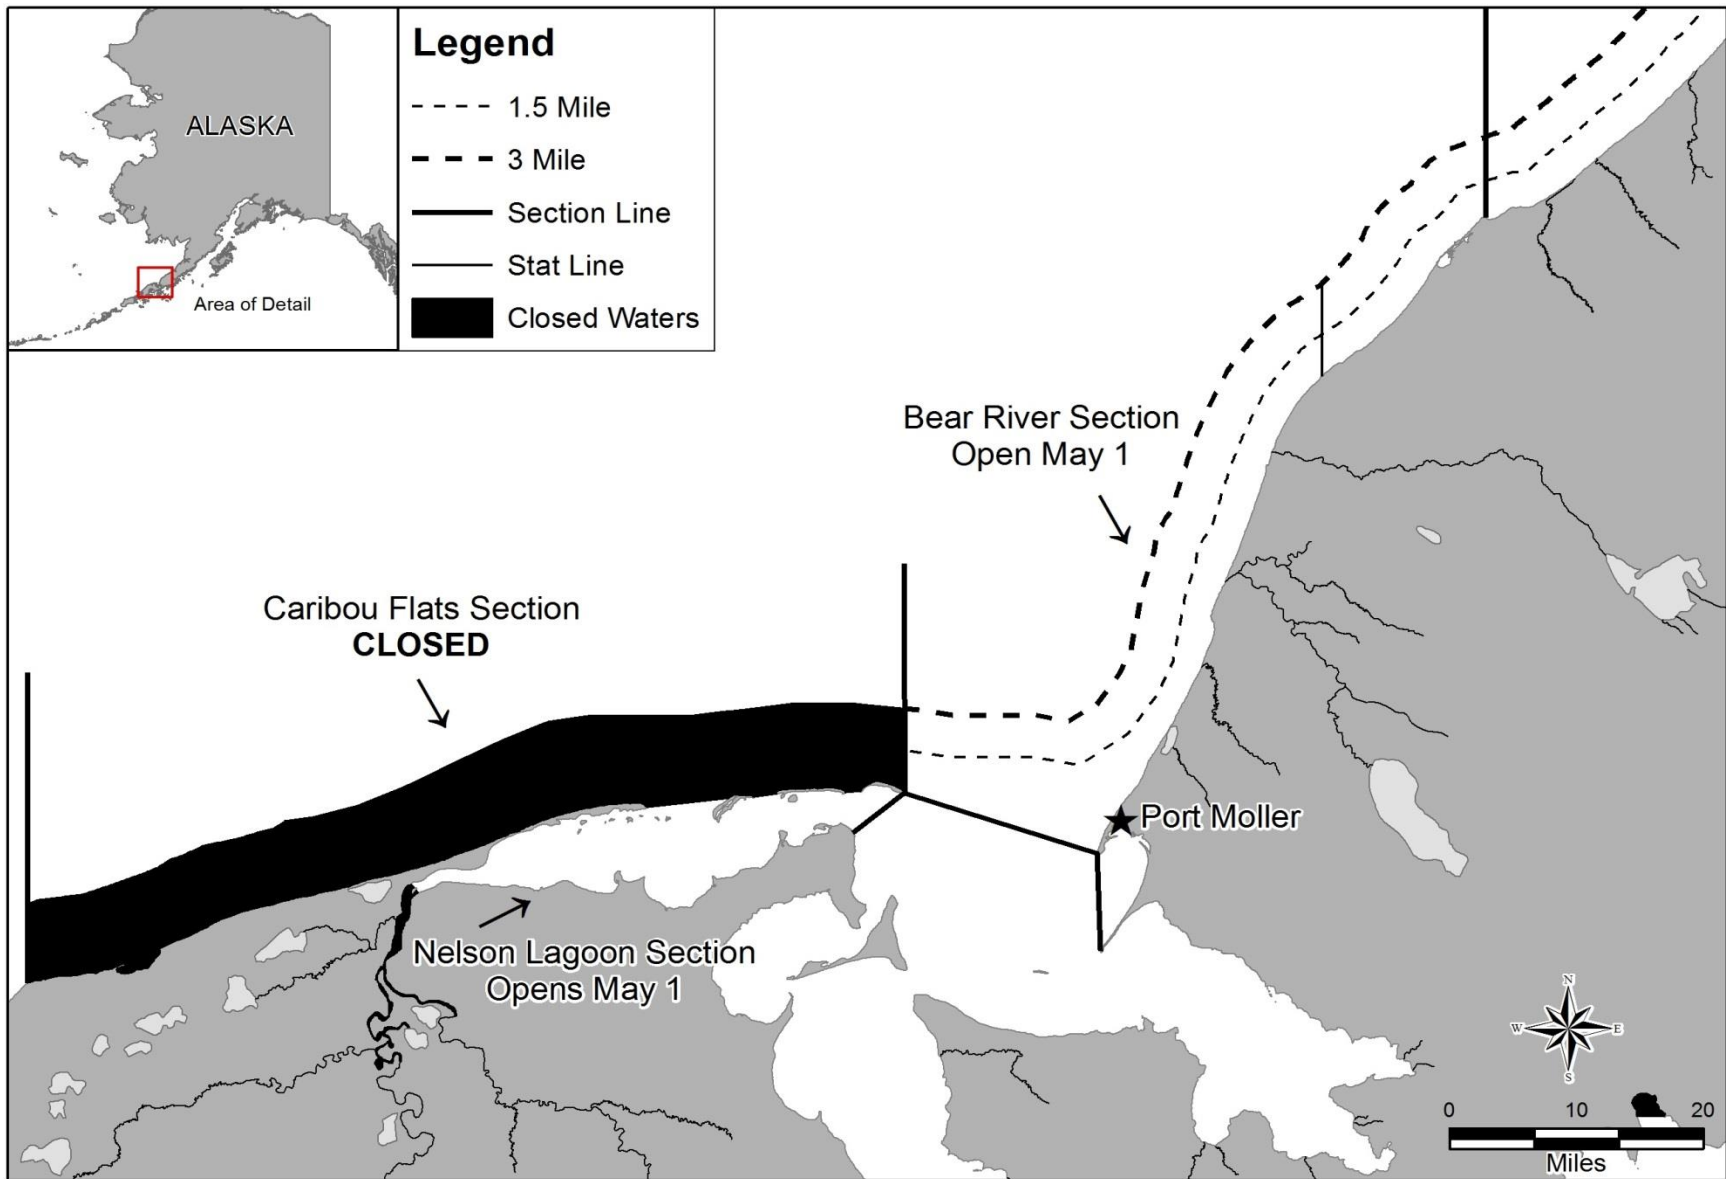 ALASKA
Area of Detail
Legend
1.5 Mile
3 Mile
Section Line
Stat Line
Closed Waters
Bear River Section
Open May 1
Caribou Flats Section
CLOSED
Port Moller
Nelson Lagoon Section
Opens May 1
N
W
E
S
0 10 20
Miles